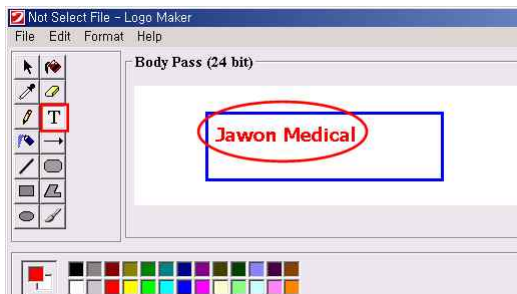 Not Select File - Logo Maker
File Edit Format Help
Body Pass (24 bit)
T
Jawon Medical